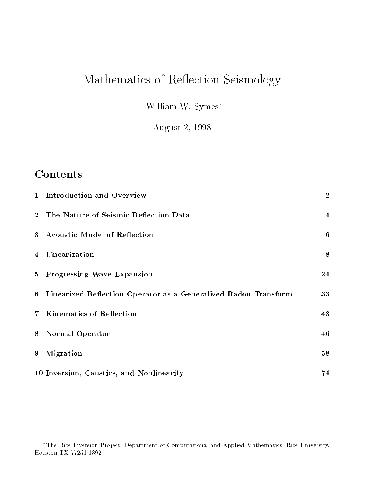 Mathematics of Reflection Seismology
William W. Symes*
August 2, 1998
Contents
1 Introduction and Overview 2
2 The Nature of Seismic Reflection Data 4
3 Acoustic Model of Reflection 6
4 Linearization 8
5 Progressing Wave Expansion 24
6 Linearized Reflection Operator as a Generalized Radon Transform 33
7 Kinematics of Reflection 43
8 Normal Operator 46
9 Migration 58
10 Inversion, Caustics, and Nonlinearity 74
*The Rice Inversion Project, Department of Computational and Applied Mathematics, Rice University,
Houston TX 77251-1892